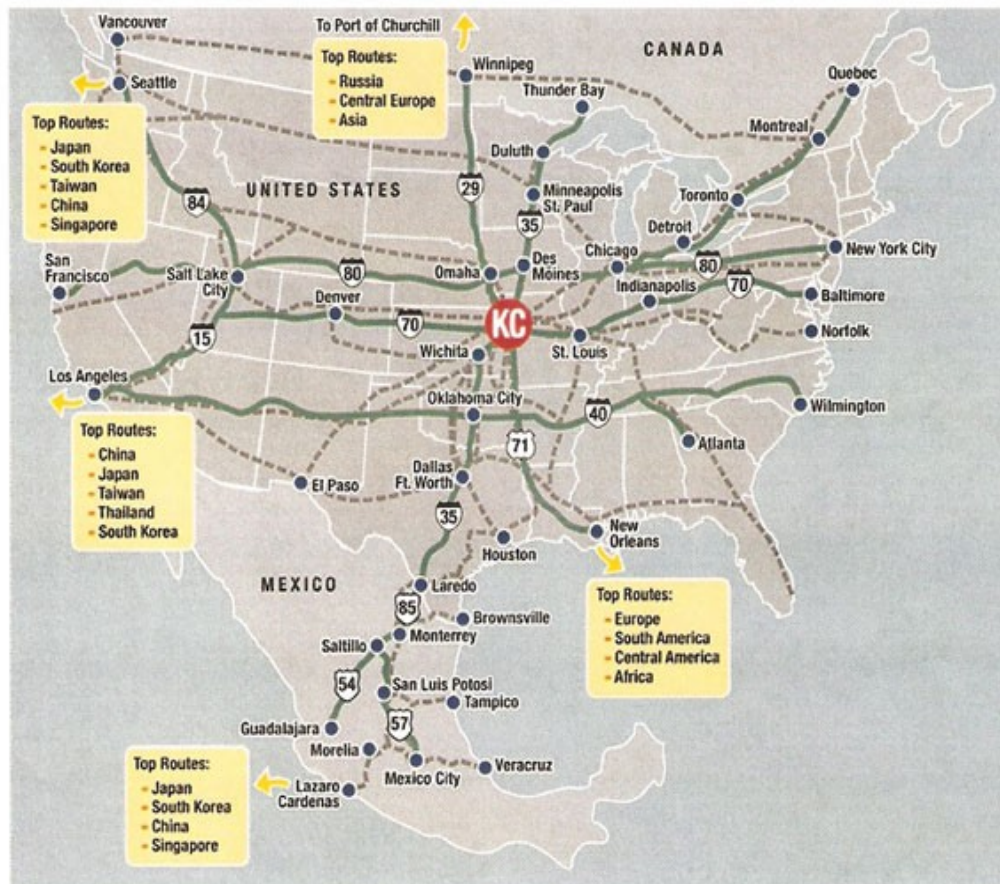 Vancouver
To Port of Churchill
CANADA
Seattle
Top Routes:
- Russia
- Central Europe
- Asia
Winnipeg
Thunder Bay
Quebec
Top Routes:
- Japan
- South Korea
- Taiwan
- China
- Singapore
Montreal
Duluth
UNITED STATES
84
29
Minneapolis
St. Paul
35
Toronto
Detroit
Chicago
New York City
San
Francisco
Salt Lake
City
80
Omaha
Des
Moines
80
70
Indianapolis
Baltimore
Denver
KC
15
70
St. Louis
Norfolk
Wichita
Los Angeles
Oklahoma City
40
Wilmington
Top Routes:
- China
- Japan
- Taiwan
- Thailand
- South Korea
71
Atlanta
El Paso
Dallas
Ft. Worth
35
New
Orleans
Houston
MEXICO
Laredo
Top Routes:
- Europe
- South America
- Central America
- Africa
85
Brownsville
Monterrey
Saltillo
54
San Luis Potosi
Tampico
57
Guadalajara
Morelia
Mexico City
Veracruz
Top Routes:
- Japan
- South Korea
- China
- Singapore
Lazaro
Cardenas